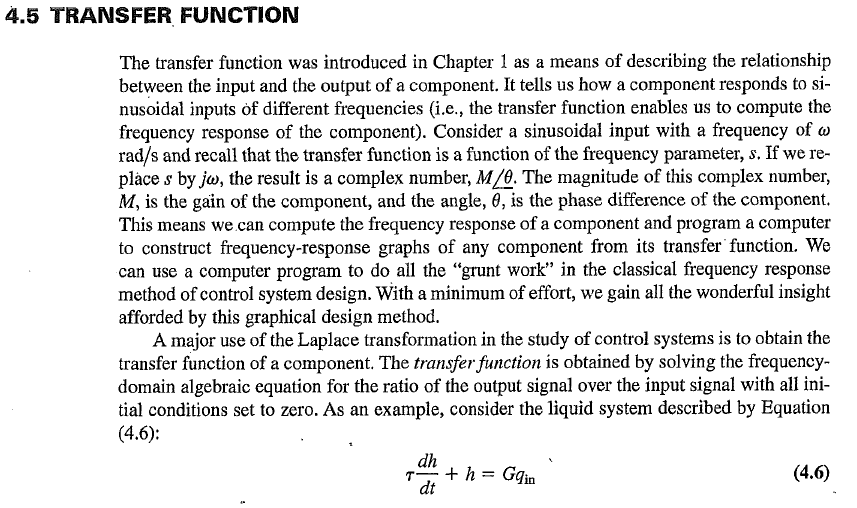 4.5 TRANSFER FUNCTION
The transfer function was introduced in Chapter 1 as a means of describing the relationship
between the input and the output of a component. It tells us how a component responds to si-
nusoidal inputs of different frequencies (i.e., the transfer function enables us to compute the
frequency response of the component). Consider a sinusoidal input with a frequency of ω
rad/s and recall that the transfer function is a function of the frequency parameter, s. If we re-
place s by jω, the result is a complex number, M∠θ. The magnitude of this complex number,
M, is the gain of the component, and the angle, θ, is the phase difference of the component.
This means we can compute the frequency response of a component and program a computer
to construct frequency-response graphs of any component from its transfer function. We
can use a computer program to do all the “grunt work” in the classical frequency response
method of control system design. With a minimum of effort, we gain all the wonderful insight
afforded by this graphical design method.
A major use of the Laplace transformation in the study of control systems is to obtain the
transfer function of a component. The transfer function is obtained by solving the frequency-
domain algebraic equation for the ratio of the output signal over the input signal with all ini-
tial conditions set to zero. As an example, consider the liquid system described by Equation
(4.6):
τ dh/dt + h = Gq_in (4.6)